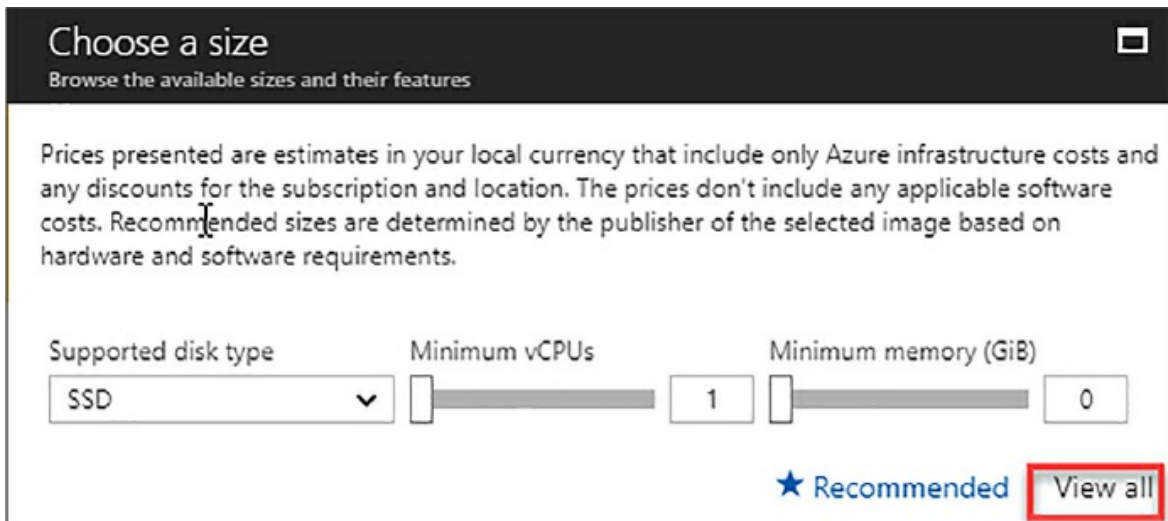 Choose a size
Browse the available sizes and their features
Prices presented are estimates in your local currency that include only Azure infrastructure costs and
any discounts for the subscription and location. The prices don't include any applicable software
costs. Recommended sizes are determined by the publisher of the selected image based on
hardware and software requirements.
Supported disk type Minimum vCPUs Minimum memory (GiB)
SSD 1 0
★ Recommended View all